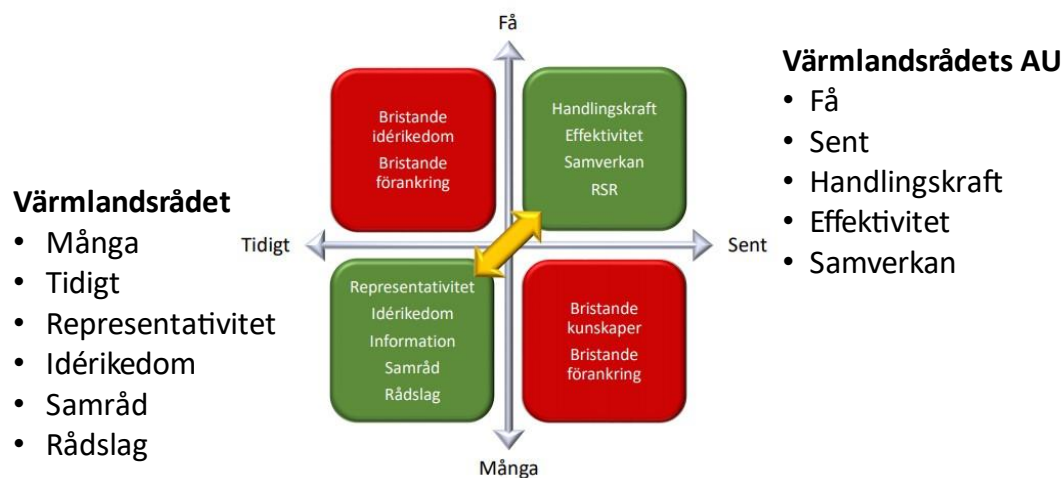 Få
Värmlandsrådets AU
• Få
• Sent
• Handlingskraft
• Effektivitet
• Samverkan
Bristande
idérikedom
Bristande
förankring
Handlingskraft
Effektivitet
Samverkan
RSR
Värmlandsrådet
• Många
• Tidigt
• Representativitet
• Idérikedom
• Samråd
• Rådslag
Tidigt
Sent
Representativitet
Idérikedom
Information
Samråd
Rådslag
Bristande
kunskaper
Bristande
förankring
Många